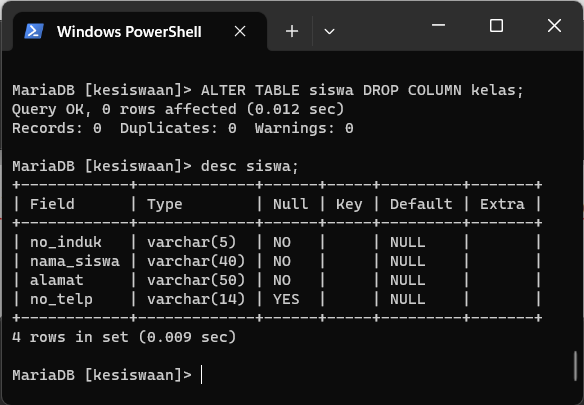 Windows PowerShell
MariaDB [kesiswaan]> ALTER TABLE siswa DROP COLUMN kelas;
Query OK, 0 rows affected (0.012 sec)
Records: 0  Duplicates: 0  Warnings: 0
MariaDB [kesiswaan]> desc siswa;
+------------+-------------+------+-----+---------+-------+
| Field      | Type        | Null | Key | Default | Extra |
+------------+-------------+------+-----+---------+-------+
| no_induk   | varchar(5)  | NO   |     | NULL    |       |
| nama_siswa | varchar(40) | NO   |     | NULL    |       |
| alamat     | varchar(50) | NO   |     | NULL    |       |
| no_telp    | varchar(14) | YES  |     | NULL    |       |
+------------+-------------+------+-----+---------+-------+
4 rows in set (0.009 sec)
MariaDB [kesiswaan]>